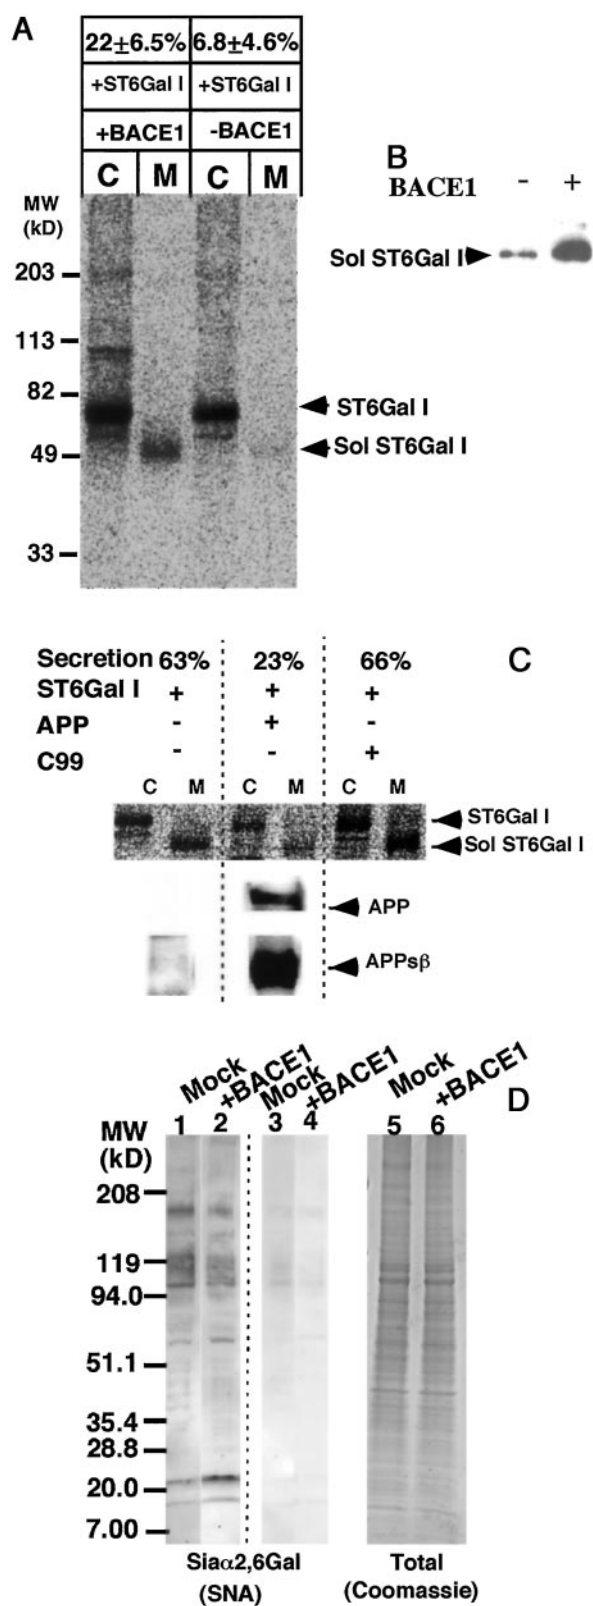 A
22±6.5% 6.8±4.6%
+ST6Gal I +ST6Gal I
+BACE1 -BACE1
C M C M
MW
(kD)
203
113
82
49
33
ST6Gal I
Sol ST6Gal I
B
BACE1 - +
Sol ST6Gal I
C
Secretion 63% 23% 66%
ST6Gal I + + +
APP - + -
C99 - - +
C M C M C M
ST6Gal I
Sol ST6Gal I
APP
APPsβ
D
Mock +BACE1 Mock +BACE1 Mock +BACE1
1 2 3 4 5 6
MW
(kD)
208
119
94.0
51.1
35.4
28.8
20.0
7.00
Siaα2,6Gal
(SNA)
Total
(Coomassie)